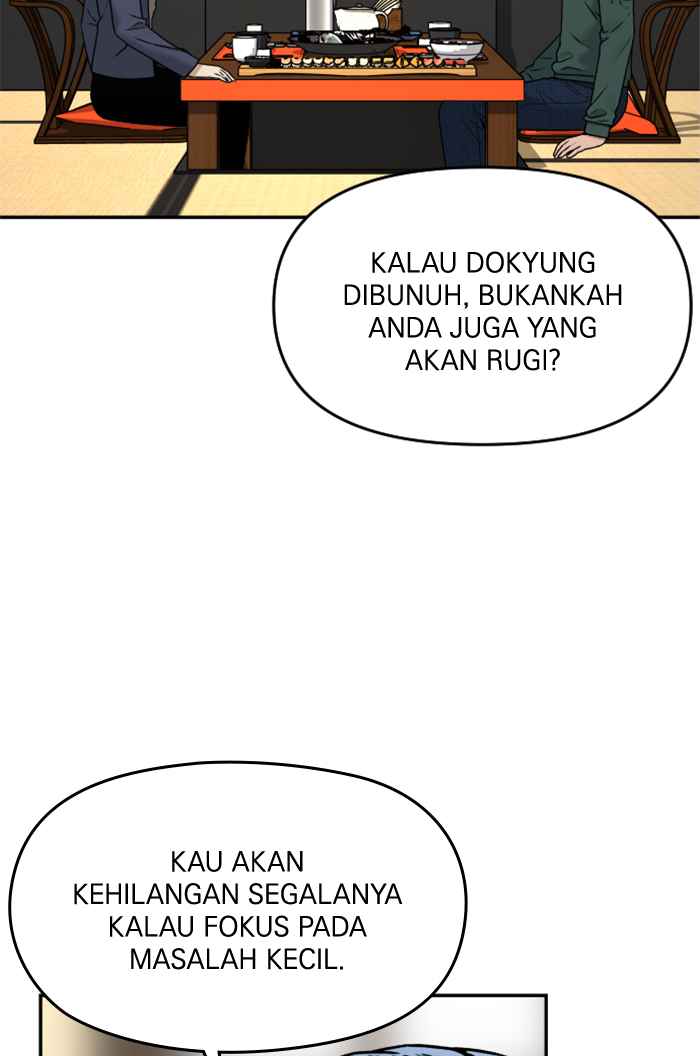 KALAU DOKYUNG
DIBUNUH, BUKANKAH
ANDA JUGA YANG
AKAN RUGI?
KAU AKAN
KEHILANGAN SEGALANYA
KALAU FOKUS PADA
MASALAH KECIL.